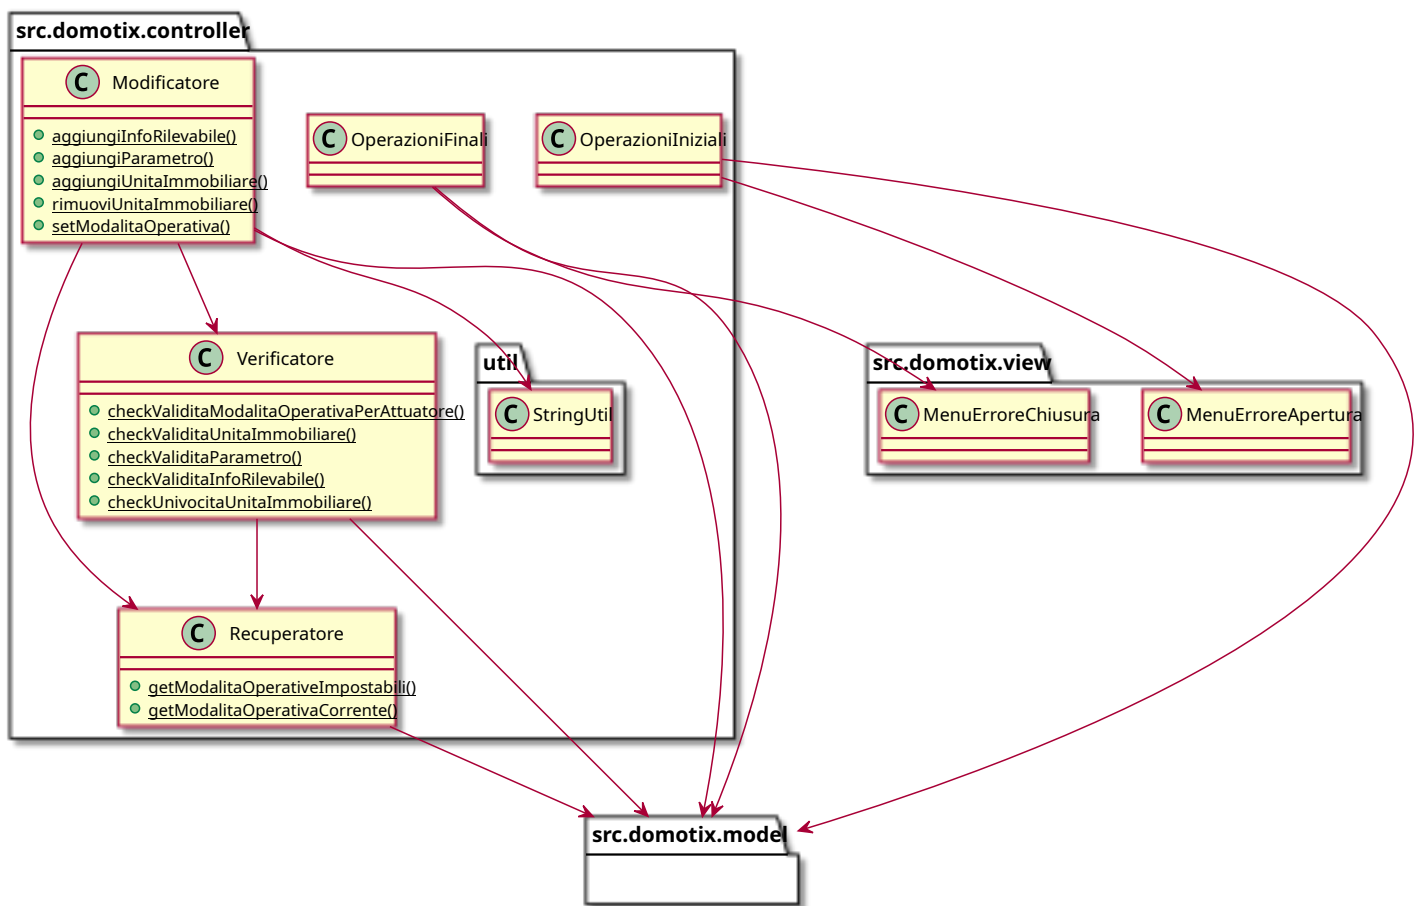 src.domotix.controller
C Modificatore
aggiungiInfoRilevabile()
aggiungiParametro()
aggiungiUnitaImmobiliare()
rimuoviUnitaImmobiliare()
setModalitaOperativa()
C OperazioniFinali
C OperazioniIniziali
C Verificatore
checkValiditaModalitaOperativaPerAttuatore()
checkValiditaUnitaImmobiliare()
checkValiditaParametro()
checkValiditaInfoRilevabile()
checkUnivocitaUnitaImmobiliare()
util
C StringUtil
src.domotix.view
C MenuErroreChiusura
C MenuErroreApertura
C Recuperatore
getModalitaOperativeImpostabili()
getModalitaOperativaCorrente()
src.domotix.model